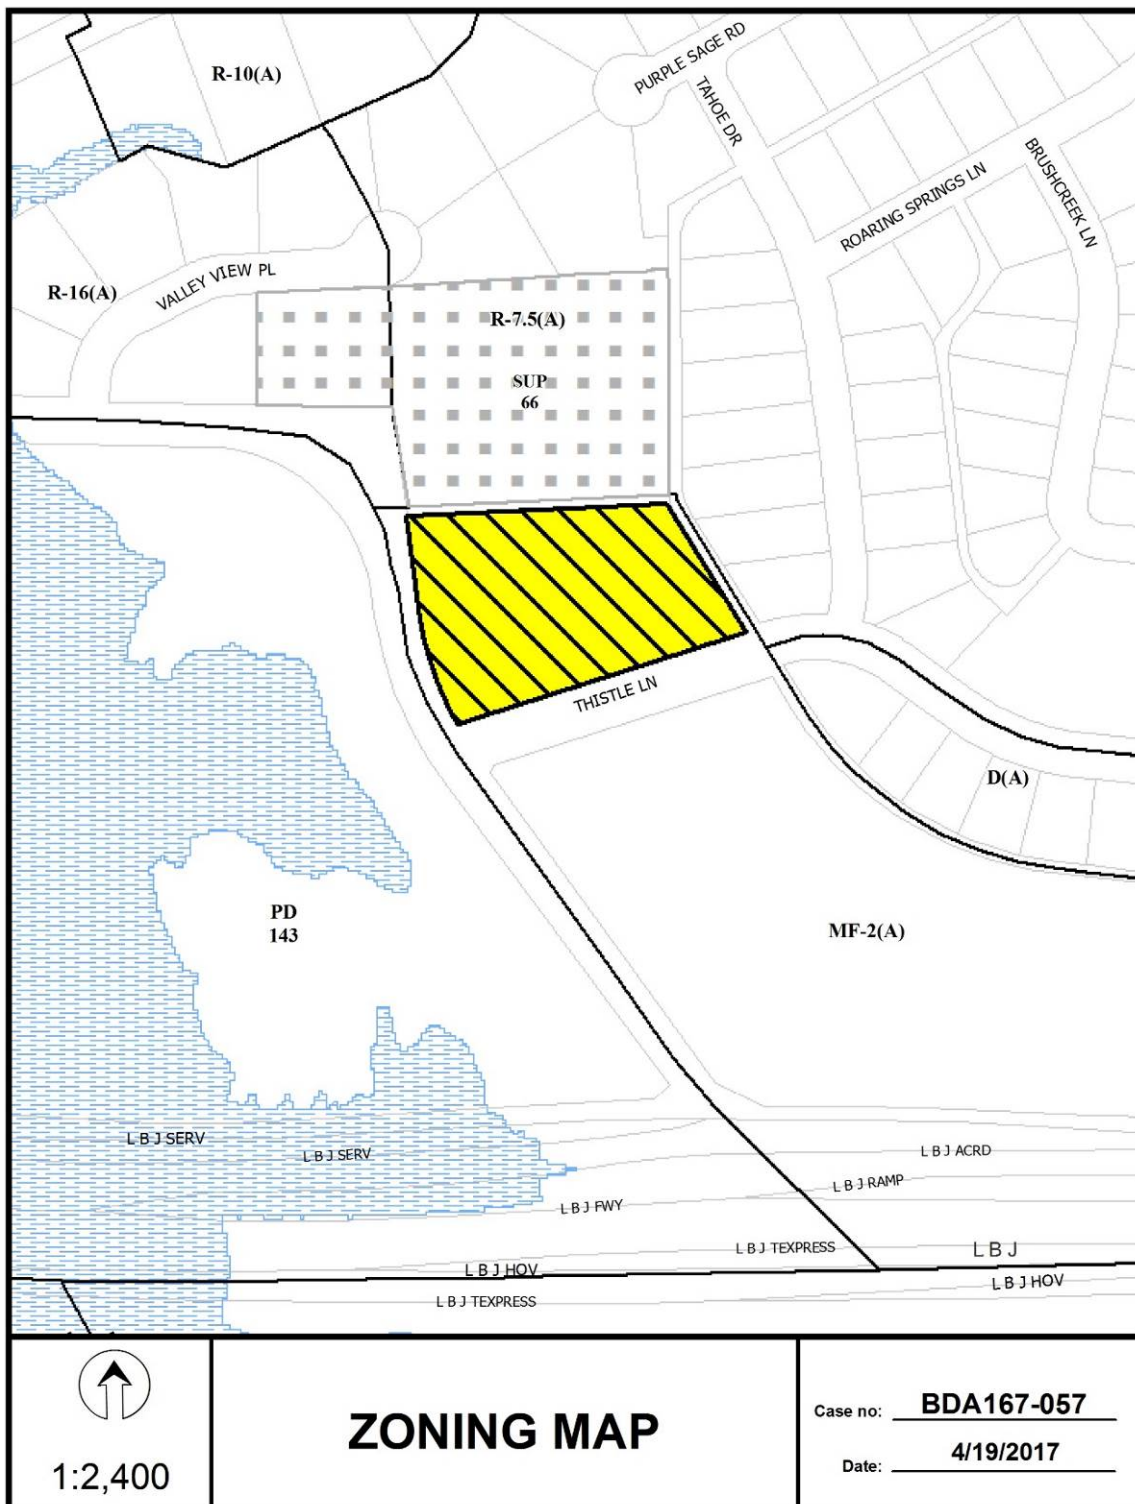 R-10(A)
PURPLE SAGE RD
TAHOE DR
BRUSHCREEK LN
ROARING SPRINGS LN
VALLEY VIEW PL
R-16(A)
R-7.5(A)
SUP
66
THISTLE LN
D(A)
PD
143
MF-2(A)
L B J SERV
L B J SERV
L B J ACRD
L B J RAMP
L B J FWY
L B J TEXPRESS
L B J
L B J HOV
L B J HOV
L B J TEXPRESS
1:2,400
ZONING MAP
Case no: BDA167-057
Date: 4/19/2017